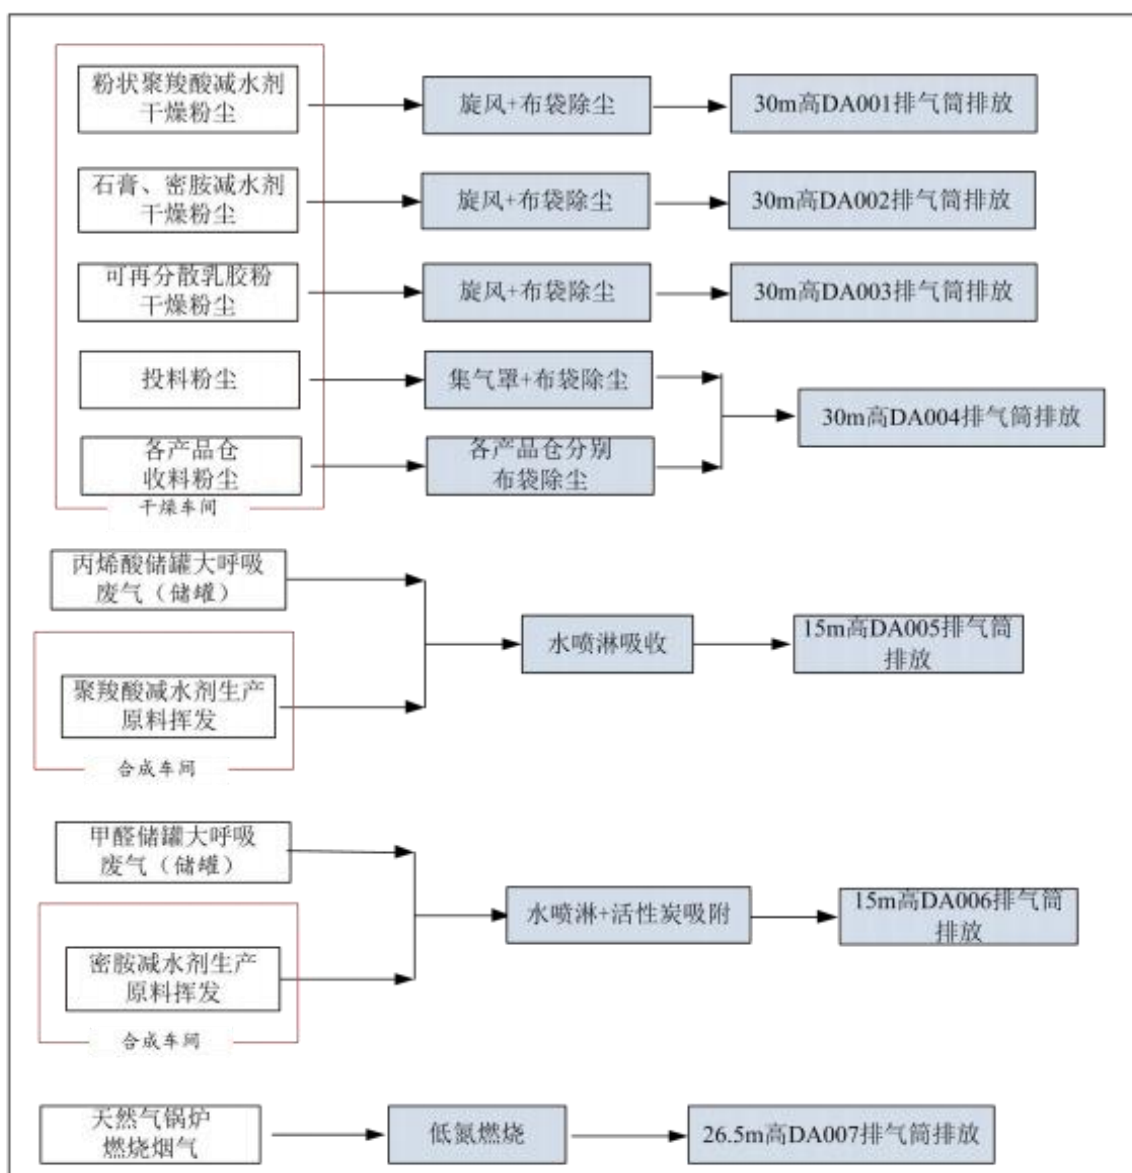 粉状聚羧酸减水剂
干燥粉尘
旋风+布袋除尘
30m高DA001排气筒排放
石膏、密胺减水剂
干燥粉尘
旋风+布袋除尘
30m高DA002排气筒排放
可再分散乳胶粉
干燥粉尘
旋风+布袋除尘
30m高DA003排气筒排放
投料粉尘
集气罩+布袋除尘
30m高DA004排气筒排放
各产品仓
收料粉尘
各产品仓分别
布袋除尘
干燥车间
丙烯酸储罐大呼吸
废气（储罐）
水喷淋吸收
15m高DA005排气筒
排放
聚羧酸减水剂生产
原料挥发
合成车间
甲醛储罐大呼吸
废气（储罐）
水喷淋+活性炭吸附
15m高DA006排气筒
排放
密胺减水剂生产
原料挥发
合成车间
天然气锅炉
燃烧烟气
低氮燃烧
26.5m高DA007排气筒排放